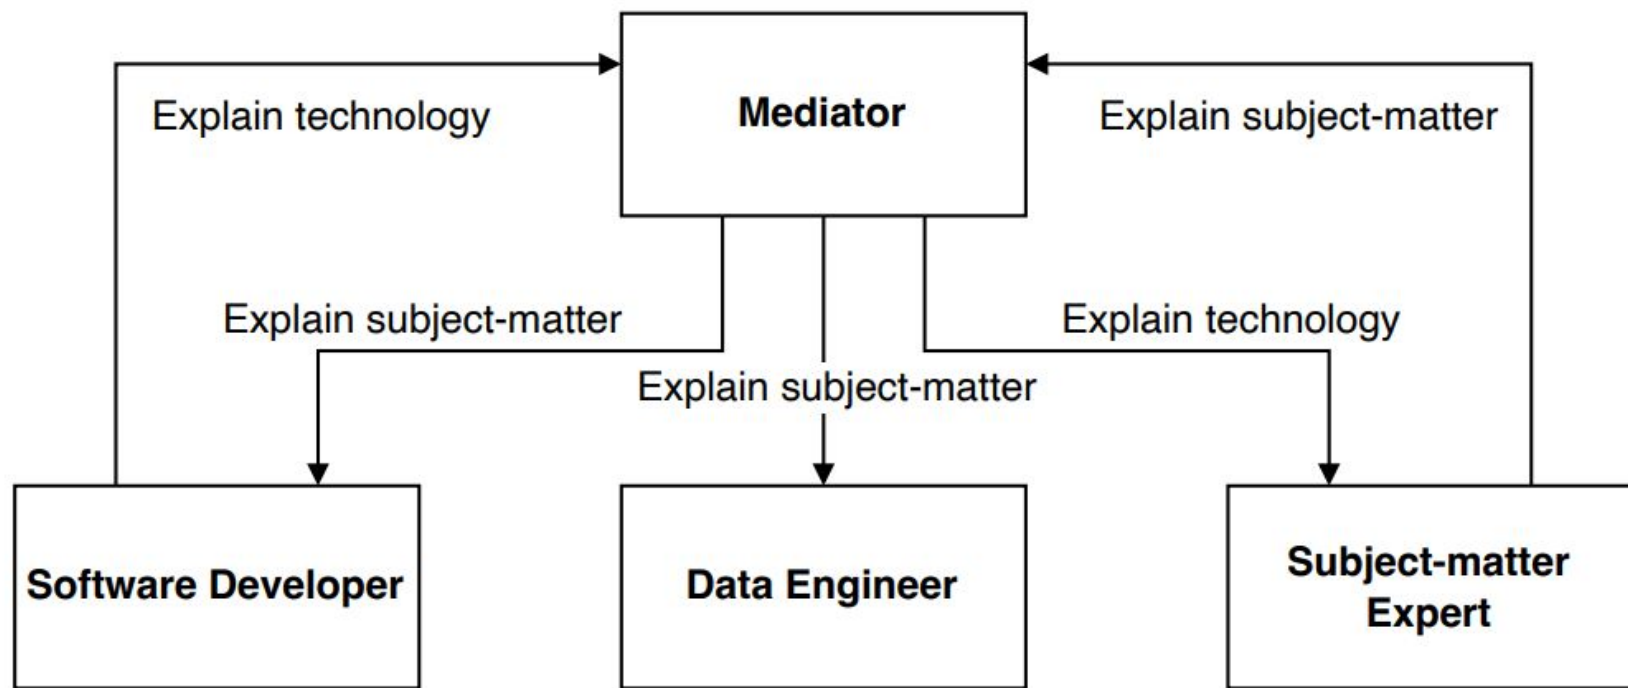 Mediator
Explain technology
Explain subject-matter
Explain subject-matter
Explain technology
Explain subject-matter
Software Developer
Data Engineer
Subject-matter
Expert